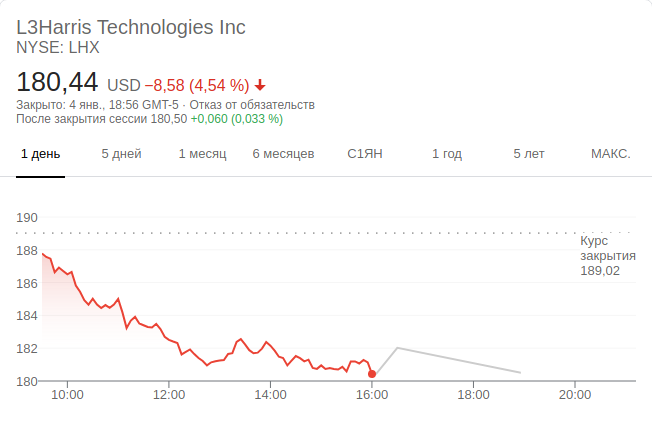 L3Harris Technologies Inc
NYSE: LHX
180,44 USD −8,58 (4,54 %)
Закрыто: 4 янв., 18:56 GMT-5 · Отказ от обязательств
После закрытия сессии 180,50 +0,060 (0,033 %)
1 день 5 дней 1 месяц 6 месяцев С1ЯН 1 год 5 лет МАКС.
190
Курс
закрытия
189,02
188
186
184
182
180
10:00 12:00 14:00 16:00 18:00 20:00